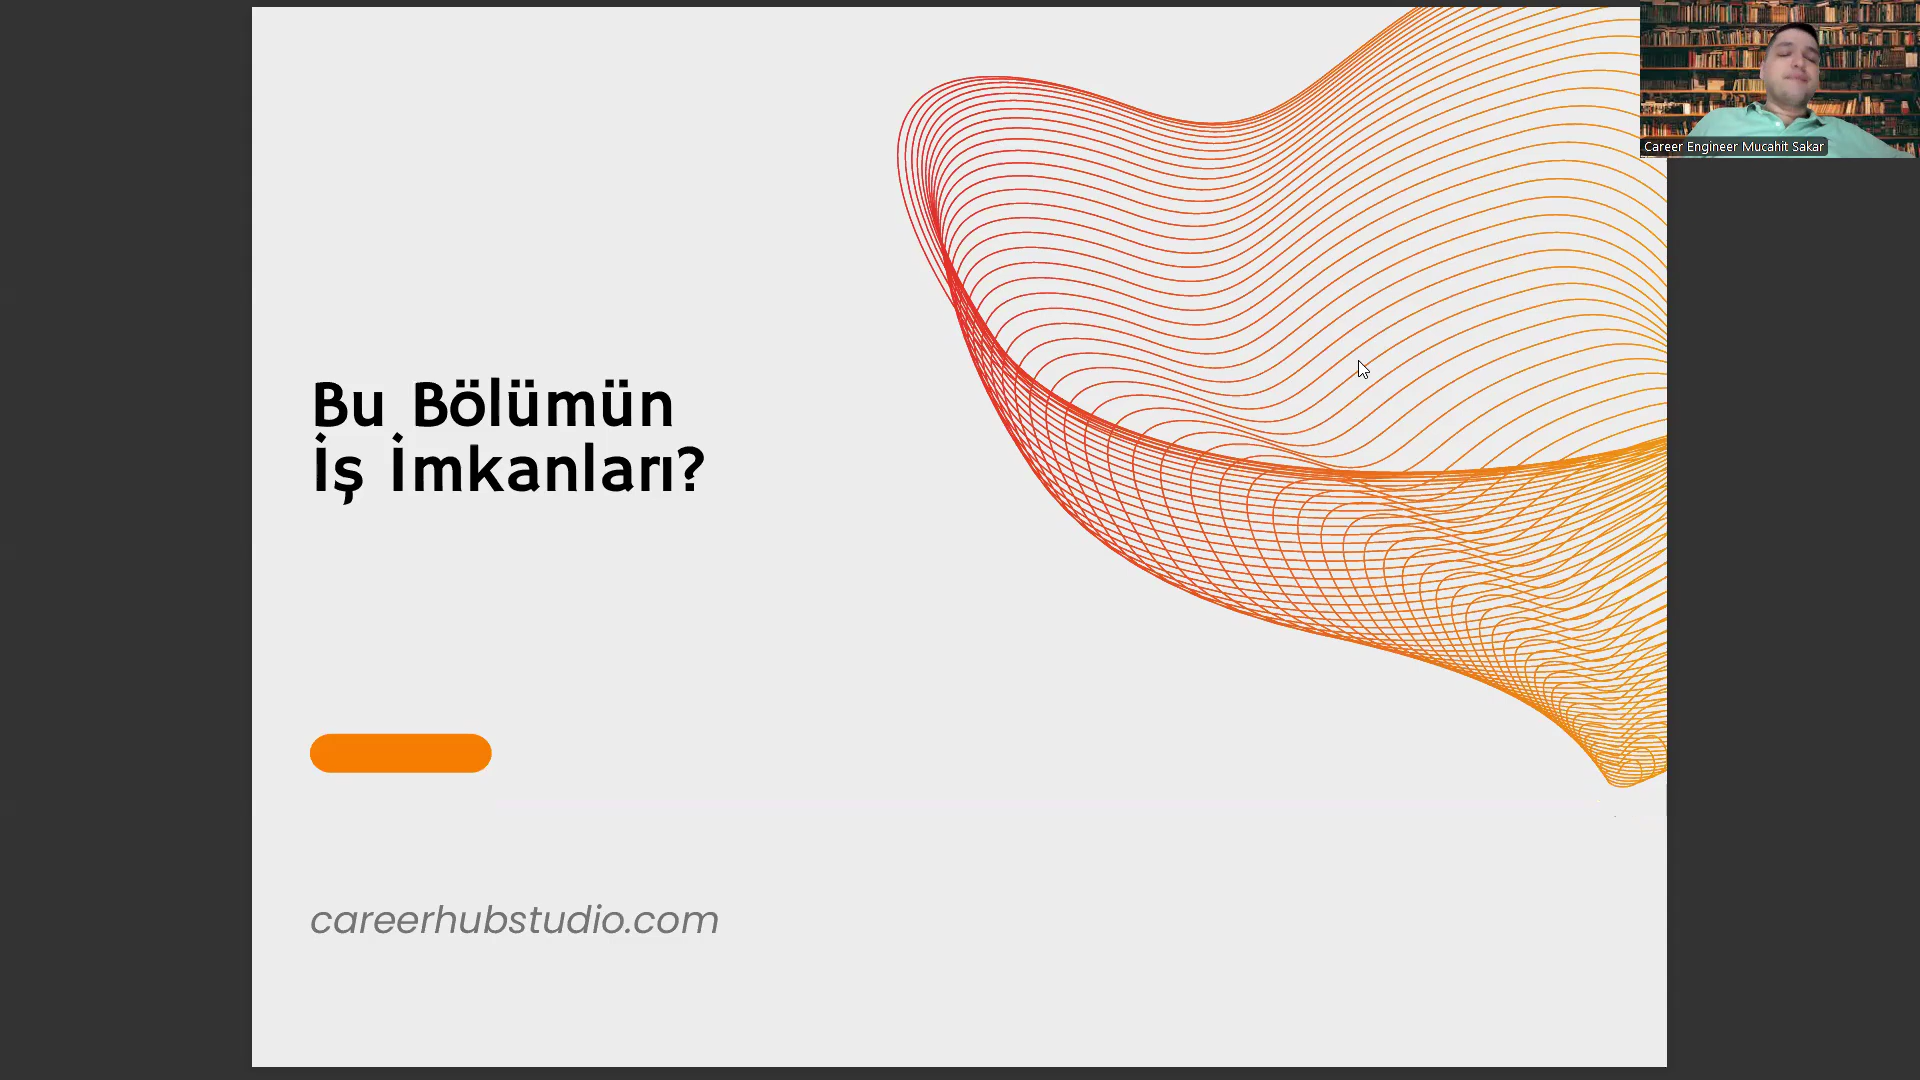 Bu Bölümün
İş İmkanları?
careerhubstudio.com
Career Engineer Mucahit Sakar